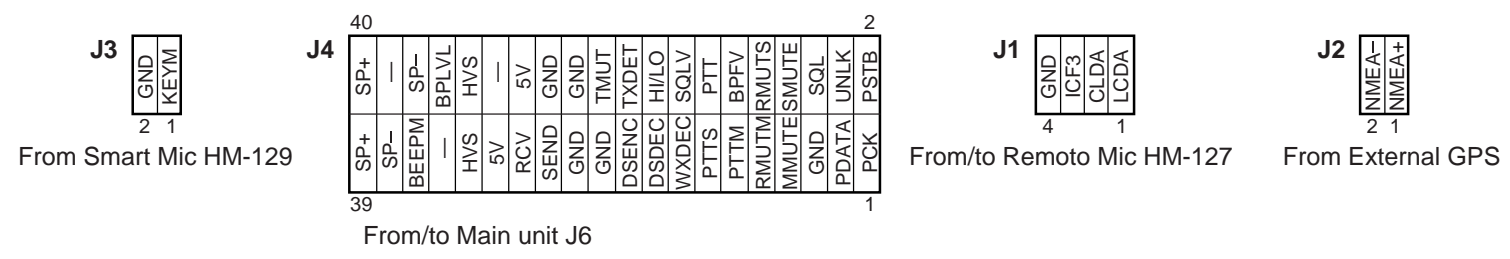 J3
GND
KEYM
2 1
From Smart Mic HM-129
J4
40 2
SP+ — SP– BPLVL HVS — 5V GND GND TMUT TXDET HI/LO SQLV PTT BPFV RMUTS SMUTE SQL UNLK PSTB
SP+ SP– BEEPM — HVS 5V RCV SEND GND GND DSENC DSDEC WXDEC PTTS PTTM RMUTM MMUTE GND PDATA PCK
39 1
From/to Main unit J6
J1
GND
ICF3
CLDA
LCDA
4 1
From/to Remoto Mic HM-127
J2
NMEA–
NMEA+
2 1
From External GPS